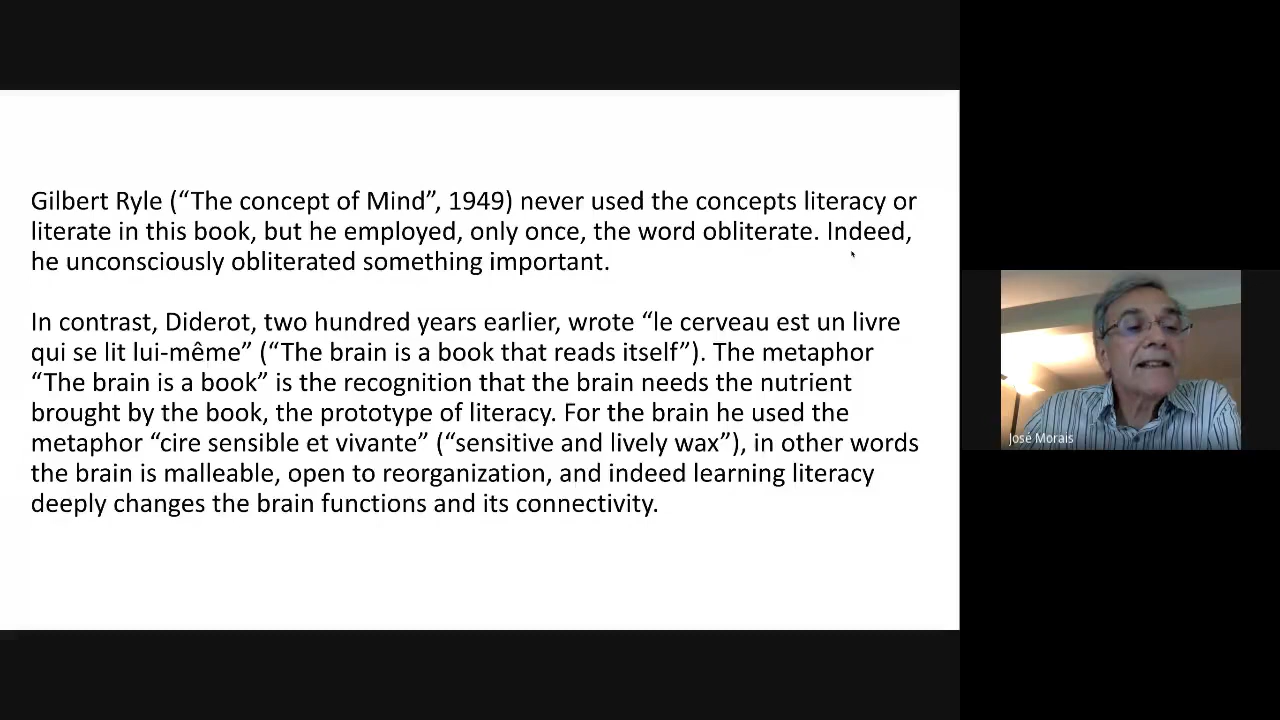 Gilbert Ryle (“The concept of Mind”, 1949) never used the concepts literacy or
literate in this book, but he employed, only once, the word obliterate. Indeed,
he unconsciously obliterated something important.
In contrast, Diderot, two hundred years earlier, wrote “le cerveau est un livre
qui se lit lui-même” (“The brain is a book that reads itself”). The metaphor
“The brain is a book” is the recognition that the brain needs the nutrient
brought by the book, the prototype of literacy. For the brain he used the
metaphor “cire sensible et vivante” (“sensitive and lively wax”), in other words
the brain is malleable, open to reorganization, and indeed learning literacy
deeply changes the brain functions and its connectivity.
José Morais